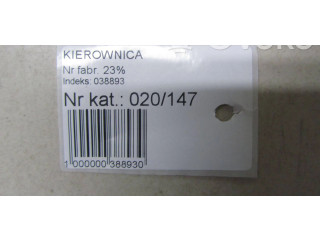 KIEROWNICA
Nr fabr. 23%
Indeks: 038893
Nr kat.: 020/147
1 000000 388930